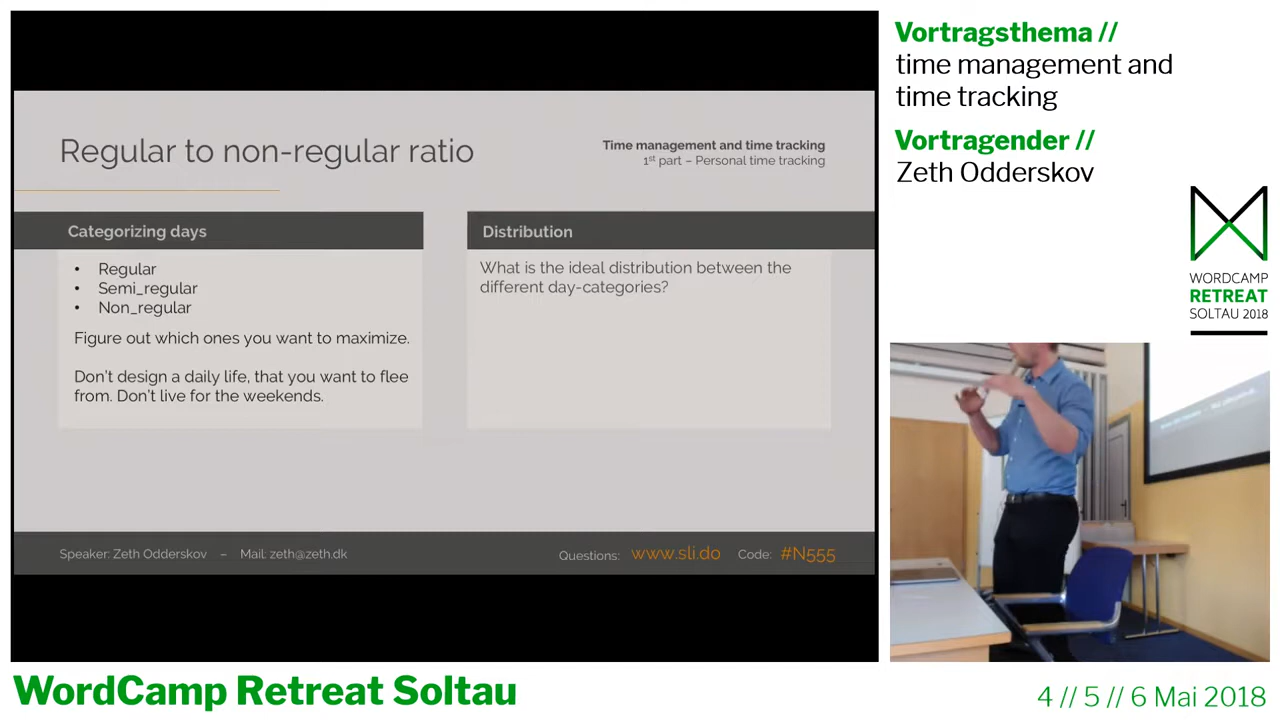 Regular to non-regular ratio
Time management and time tracking
1st part – Personal time tracking
Categorizing days
• Regular
• Semi_regular
• Non_regular
Figure out which ones you want to maximize.
Don't design a daily life, that you want to flee
from. Don't live for the weekends.
Distribution
What is the ideal distribution between the
different day-categories?
Speaker: Zeth Odderskov – Mail: zeth@zeth.dk
Questions: www.sli.do Code: #N555
Vortragsthema //
time management and
time tracking
Vortragender //
Zeth Odderskov
WORDCAMP
RETREAT
SOLTAU 2018
WordCamp Retreat Soltau
4 // 5 // 6 Mai 2018